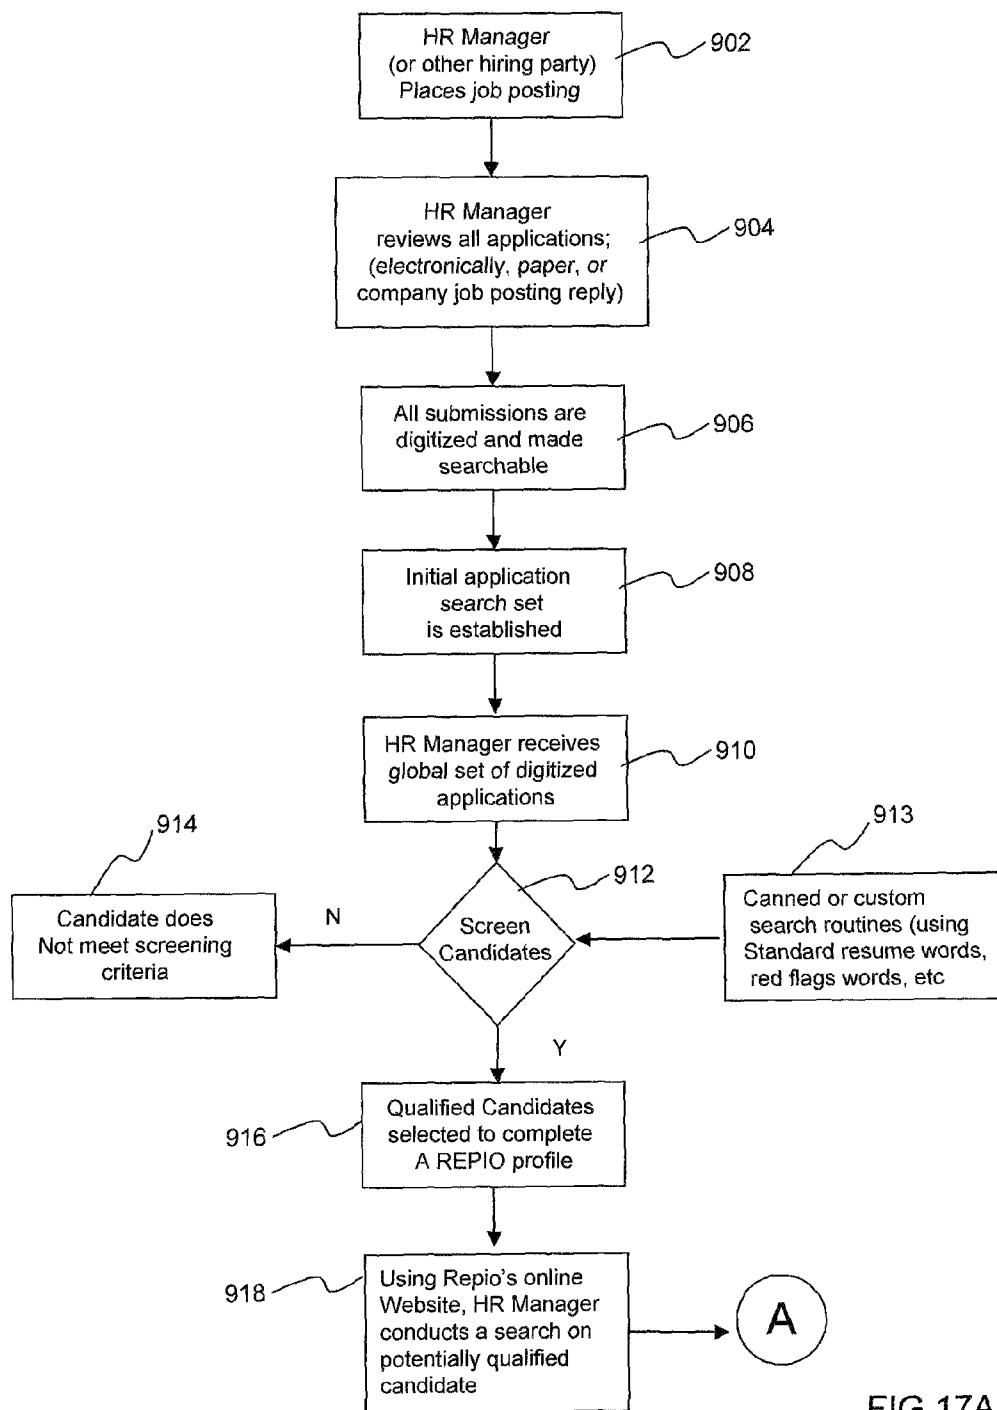 HR Manager
(or other hiring party)
Places job posting
902
HR Manager
reviews all applications;
(electronically, paper, or
company job posting reply)
904
All submissions are
digitized and made
searchable
906
Initial application
search set
is established
908
HR Manager receives
global set of digitized
applications
910
914
Candidate does
Not meet screening
criteria
N
912
Screen
Candidates
913
Canned or custom
search routines (using
Standard resume words,
red flags words, etc
Y
916
Qualified Candidates
selected to complete
A REPIO profile
918
Using Repio's online
Website, HR Manager
conducts a search on
potentially qualified
candidate
A
FIG 17A